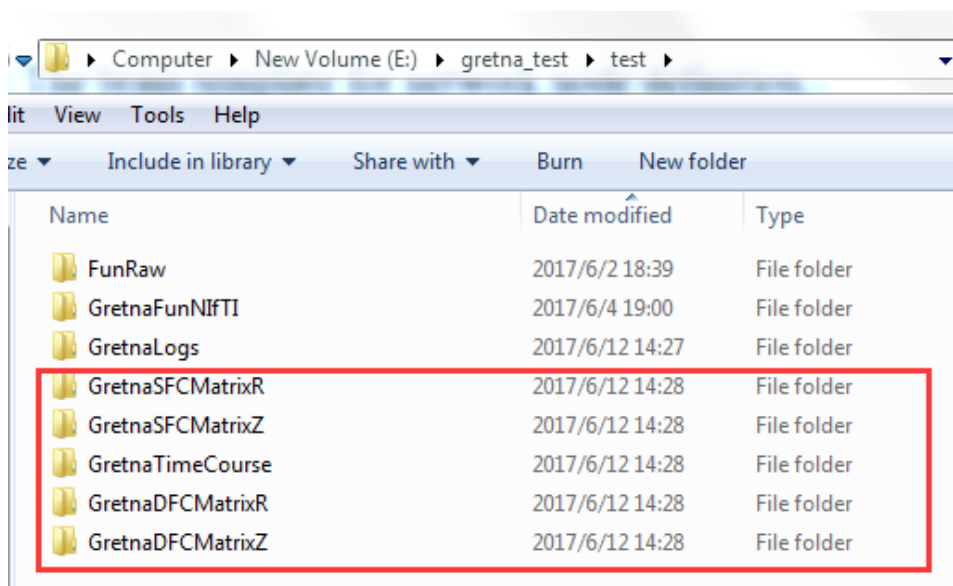 Computer New Volume (E:) gretna_test test
lit View Tools Help
ze Include in library Share with Burn New folder
Name Date modified Type
FunRaw 2017/6/2 18:39 File folder
GretnaFunNIfTI 2017/6/4 19:00 File folder
GretnaLogs 2017/6/12 14:27 File folder
GretnaSFCMatrixR 2017/6/12 14:28 File folder
GretnaSFCMatrixZ 2017/6/12 14:28 File folder
GretnaTimeCourse 2017/6/12 14:28 File folder
GretnaDFCMatrixR 2017/6/12 14:28 File folder
GretnaDFCMatrixZ 2017/6/12 14:28 File folder